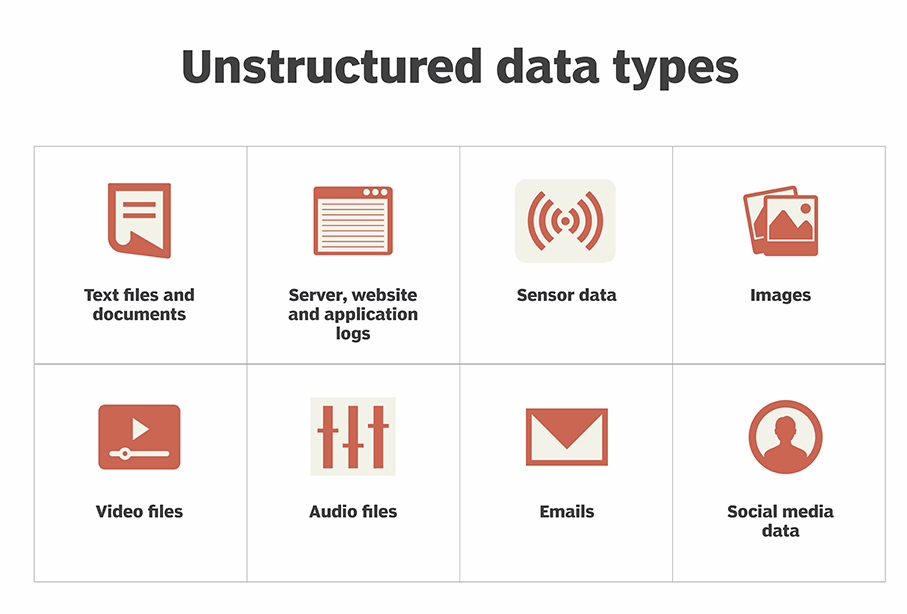 Unstructured data types
Text files and
documents
Server, website
and application
logs
Sensor data
Images
Video files
Audio files
Emails
Social media
data